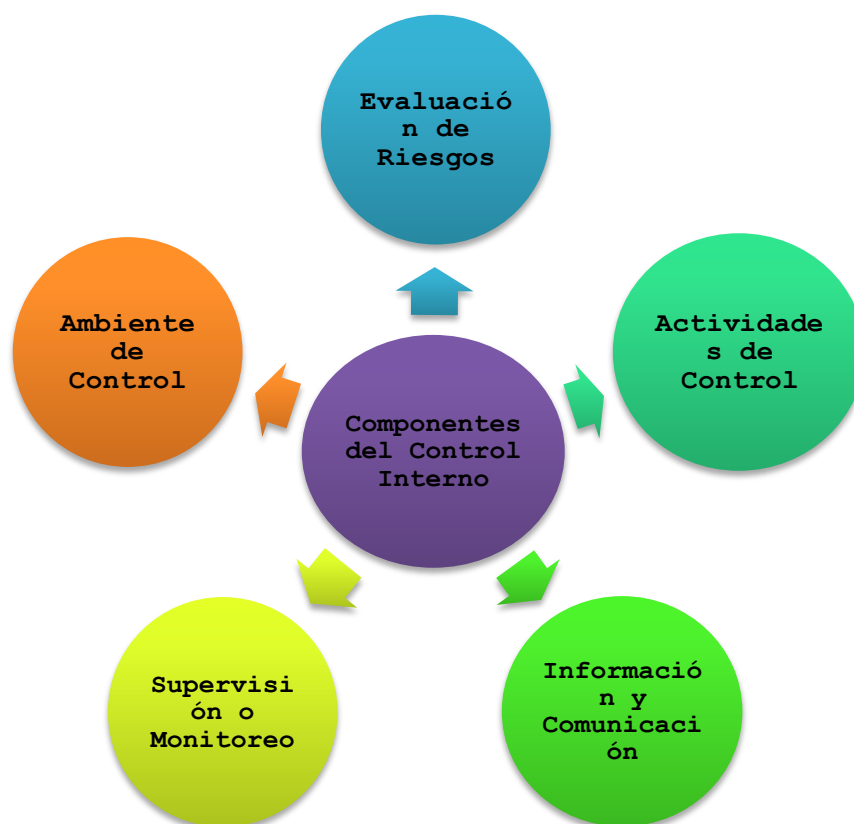 Evaluació
n de
Riesgos
Ambiente
de
Control
Actividade
s de
Control
Componentes
del Control
Interno
Supervisi
ón o
Monitoreo
Informació
n y
Comunicaci
ón